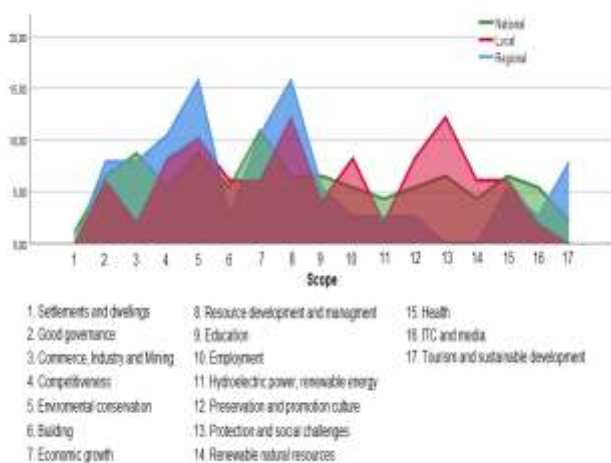 National
Local
Regional
20,00
15,00
10,00
5,00
0,00
1 2 3 4 5 6 7 8 9 10 11 12 13 14 15 16 17
Scope
1. Settlements and dwellings
2. Good governance
3. Commerce, Industry and Mining
4. Competitiveness
5. Enviromental conservation
6. Building
7. Economic growth
8. Resource development and managment
9. Education
10. Employment
11. Hydroelectric power, renewable energy
12. Preservation and promotion culture
13. Protection and social challenges
14. Renewable natural resources
15. Health
16. ITC and media
17. Tourism and sustainable development